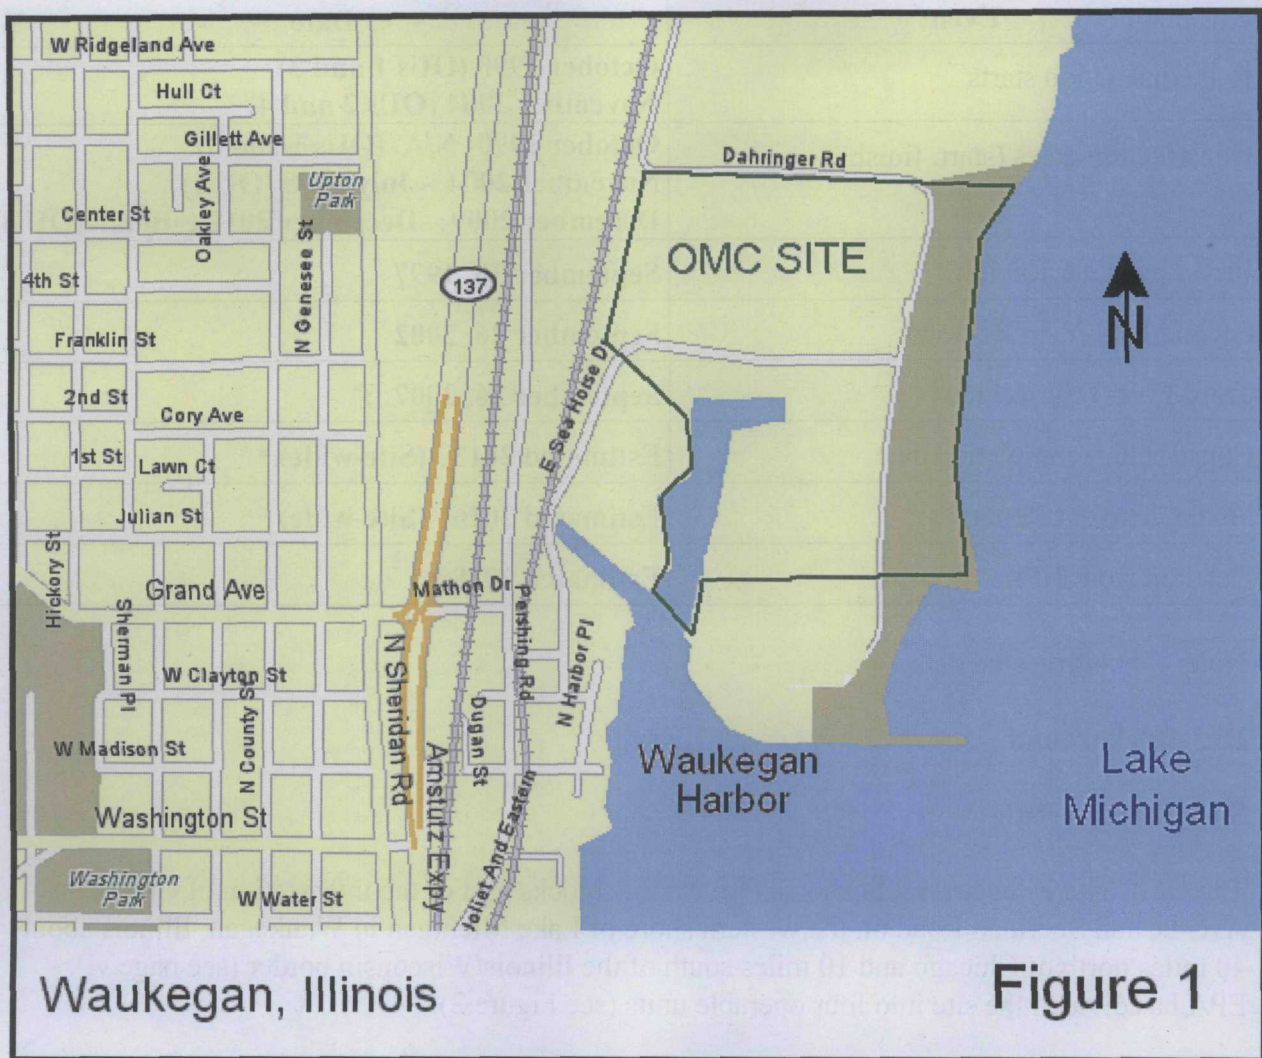 W Ridgeland Ave
Hull Ct
Gillett Ave
Dahringer Rd
Upton
Park
Oakley Ave
Center St
OMC SITE
N Genesee St
4th St
137
N
Franklin St
E Sea Horse D
2nd St
Cory Ave
1st St
Lawn Ct
Julian St
Hickory St
Grand Ave
Mathon Dr
Sherman Pl
Pershing Rd
N Harbor Pl
N Sheridan Rd
W Clayton St
N County St
Dugan St
W Madison St
Amstutz Expy
Waukegan
Harbor
Lake
Michigan
Washington St
Joliet And Eastern
Washington
Park
W Water St
Waukegan, Illinois
Figure 1